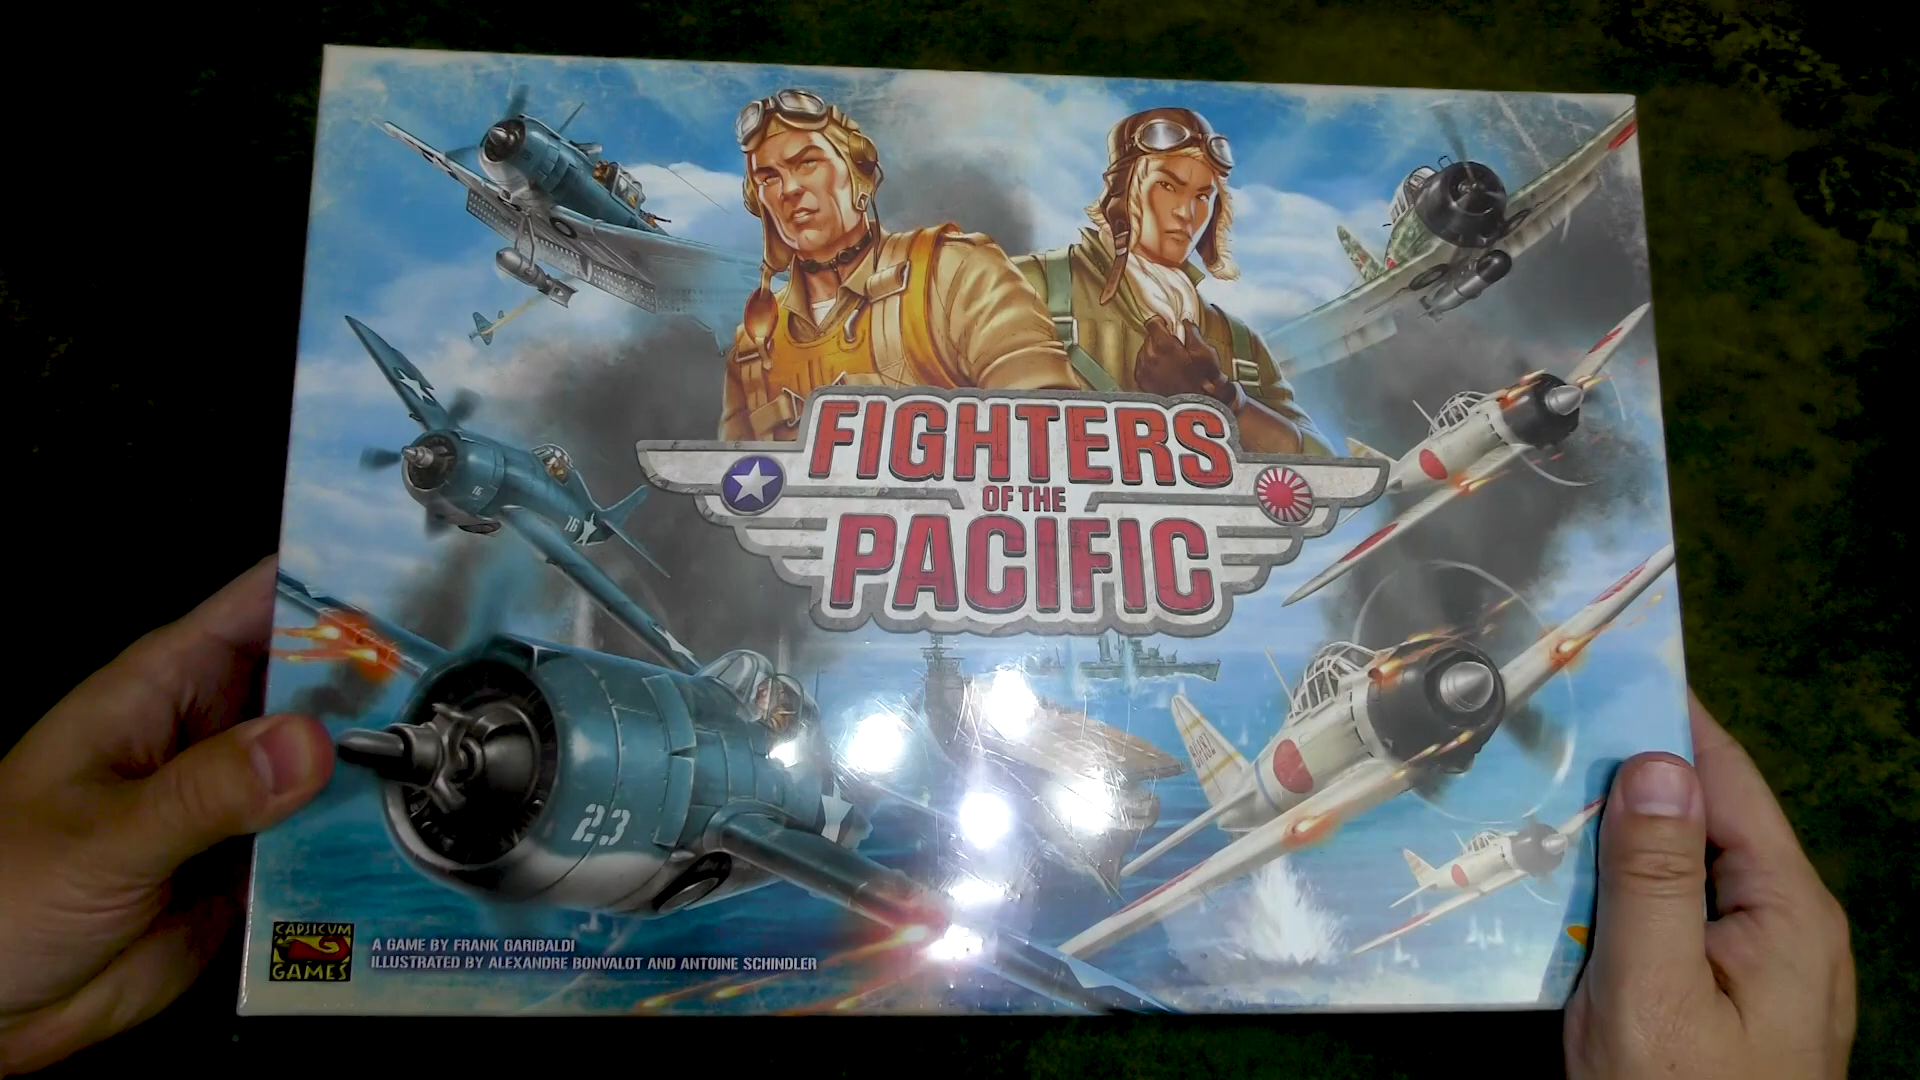 FIGHTERS
OF THE
PACIFIC
16
16
23
CAPSICUM
GAMES
A GAME BY FRANK GARIBALDI
ILLUSTRATED BY ALEXANDRE BONVALOT AND ANTOINE SCHINDLER